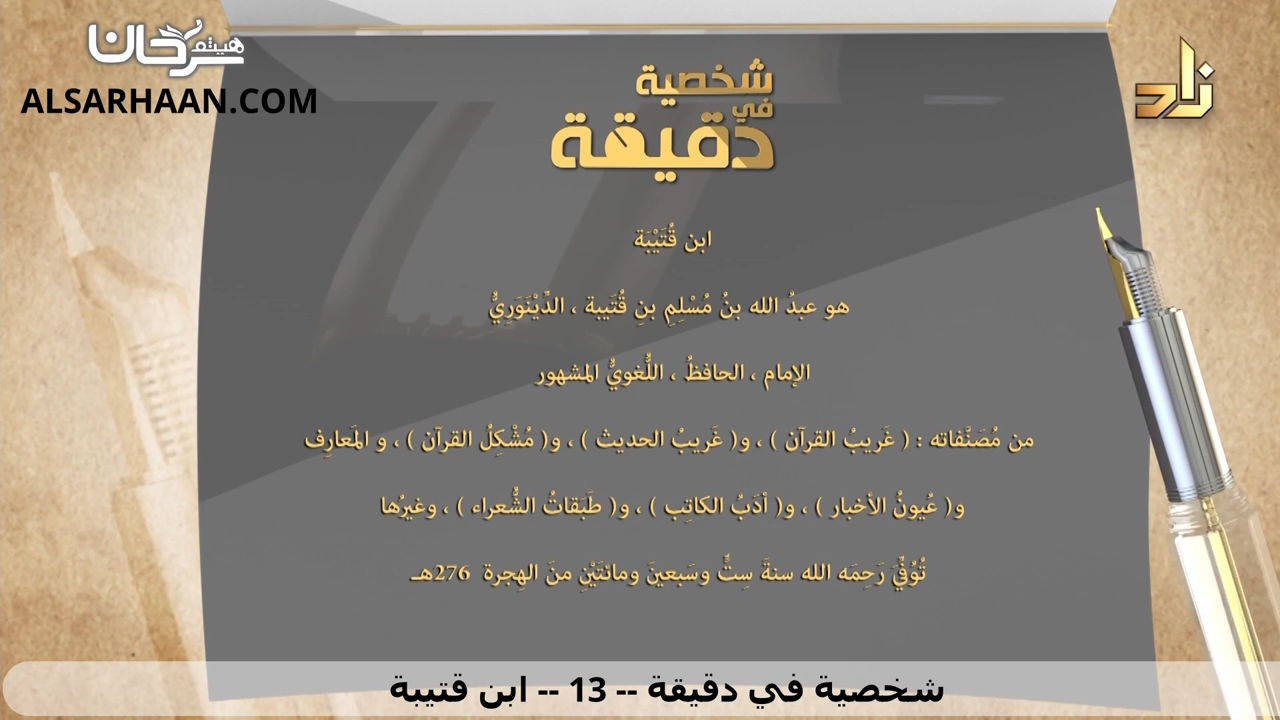 هيثم سرحان
ALSARHAAN.COM
زاد
شخصية
في
دقيقة
ابن قُتَيْبَة
هو عبدُ الله بنُ مُسْلِمِ بنِ قُتَيبة ، الدِّيْنَوَرِيُّ
الإمام ، الحافظُ ، اللُّغويُّ المشهور
من مُصَنَّفاته : ( غَريبُ القرآن ) ، و( غَريبُ الحديث ) ، و( مُشْكِلُ القرآن ) ، و المَعارِف
و( عُيونُ الأخبار ) ، و( أدَبُ الكاتِب ) ، و( طَبَقاتُ الشُّعراء ) ، وغيرُها
تُوُفِّيَ رَحِمَه الله سنةَ سِتٍّ وسَبعينَ ومائتَيْنِ منَ الهِجرة 276هـ
شخصية في دقيقة -- 13 -- ابن قتيبة